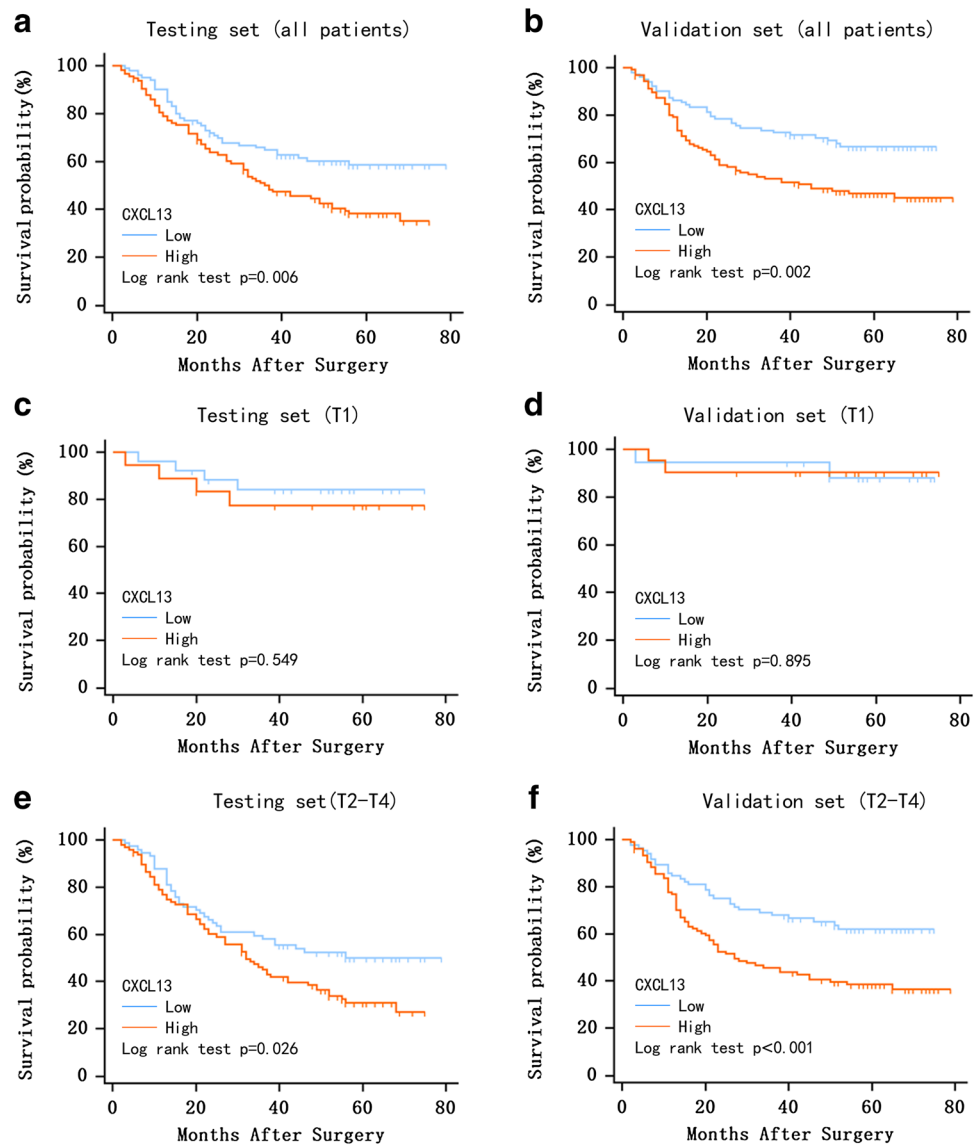 a
Testing set (all patients)
Survival probability(%)
100
80
60
40
20
0
CXCL13
Low
High
Log rank test p=0.006
0 20 40 60 80
Months After Surgery
b
Validation set (all patients)
Survival probability (%)
100
80
60
40
20
0
CXCL13
Low
High
Log rank test p=0.002
0 20 40 60 80
Months After Surgery
c
Testing set (T1)
Survival probability (%)
100
80
60
40
20
0
CXCL13
Low
High
Log rank test p=0.549
0 20 40 60 80
Months After Surgery
d
Validation set (T1)
Survival probability (%)
100
80
60
40
20
0
CXCL13
Low
High
Log rank test p=0.895
0 20 40 60 80
Months After Surgery
e
Testing set(T2-T4)
Survival probability (%)
100
80
60
40
20
0
CXCL13
Low
High
Log rank test p=0.026
0 20 40 60 80
Months After Surgery
f
Validation set (T2-T4)
Survival probability (%)
100
80
60
40
20
0
CXCL13
Low
High
Log rank test p<0.001
0 20 40 60 80
Months After Surgery